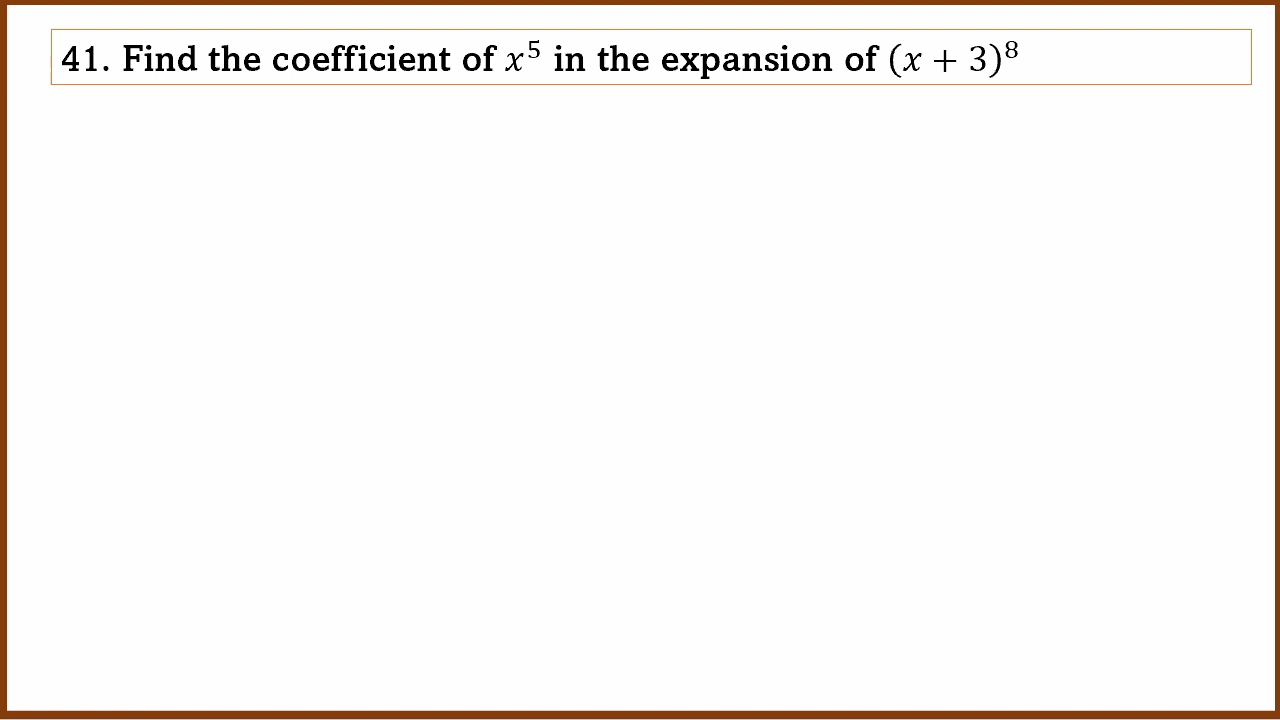 41. Find the coefficient of $x^5$ in the expansion of $(x + 3)^8$